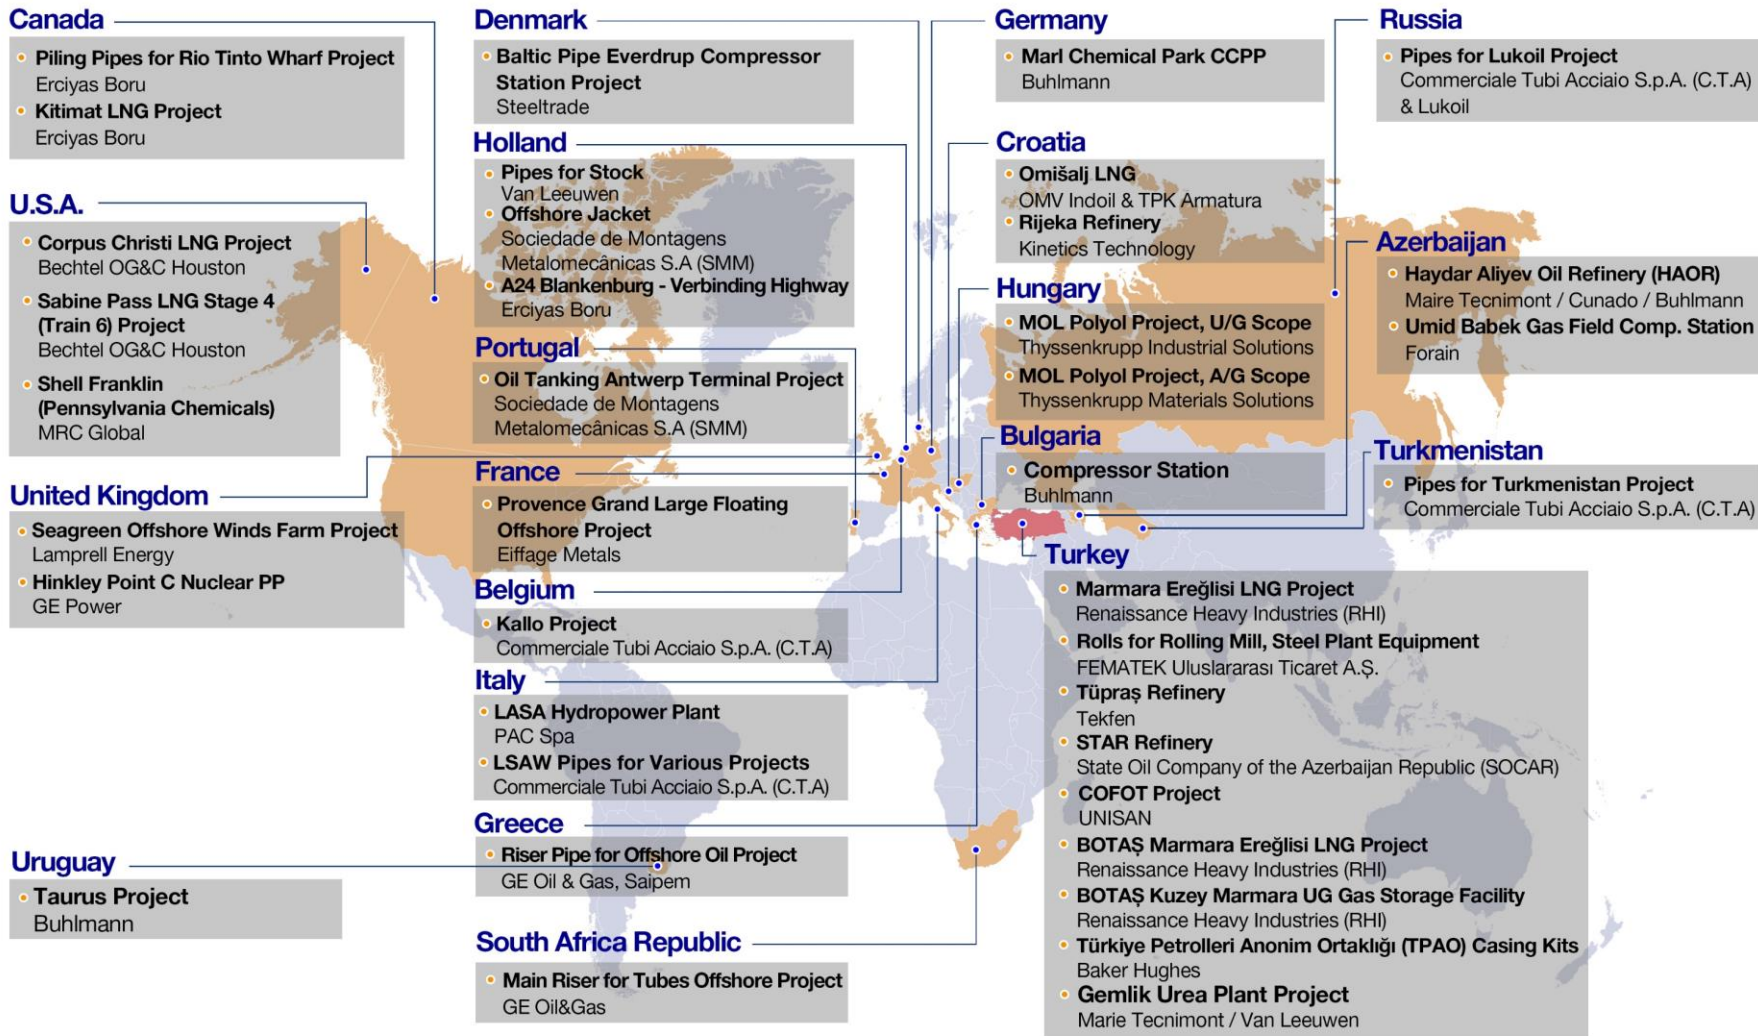 Canada
Piling Pipes for Rio Tinto Wharf Project
Erciyas Boru
Kitimat LNG Project
Erciyas Boru
U.S.A.
Corpus Christi LNG Project
Bechtel OG&C Houston
Sabine Pass LNG Stage 4
(Train 6) Project
Bechtel OG&C Houston
Shell Franklin
(Pennsylvania Chemicals)
MRC Global
United Kingdom
Seagreen Offshore Winds Farm Project
Lamprell Energy
Hinkley Point C Nuclear PP
GE Power
Uruguay
Taurus Project
Buhlmann
Denmark
Baltic Pipe Everdrup Compressor
Station Project
Steeltrade
Holland
Pipes for Stock
Van Leeuwen
Offshore Jacket
Sociedade de Montagens
Metalomecânicas S.A (SMM)
A24 Blankenburg - Verbinding Highway
Erciyas Boru
Portugal
Oil Tanking Antwerp Terminal Project
Sociedade de Montagens
Metalomecânicas S.A (SMM)
France
Provence Grand Large Floating
Offshore Project
Eiffage Metals
Belgium
Kallo Project
Commerciale Tubi Acciaio S.p.A. (C.T.A)
Italy
LASA Hydropower Plant
PAC Spa
LSAW Pipes for Various Projects
Commerciale Tubi Acciaio S.p.A. (C.T.A)
Greece
Riser Pipe for Offshore Oil Project
GE Oil & Gas, Saipem
South Africa Republic
Main Riser for Tubes Offshore Project
GE Oil&Gas
Germany
Marl Chemical Park CCPP
Buhlmann
Croatia
Omišalj LNG
OMV Indoil & TPK Armatura
Rijeka Refinery
Kinetics Technology
Hungary
MOL Polyol Project, U/G Scope
Thyssenkrupp Industrial Solutions
MOL Polyol Project, A/G Scope
Thyssenkrupp Materials Solutions
Bulgaria
Compressor Station
Buhlmann
Turkey
Marmara Ereğlisi LNG Project
Renaissance Heavy Industries (RHI)
Rolls for Rolling Mill, Steel Plant Equipment
FEMATEK Uluslararası Ticaret A.Ş.
Tüpraş Refinery
Tekfen
STAR Refinery
State Oil Company of the Azerbaijan Republic (SOCAR)
COFOT Project
UNISAN
BOTAŞ Marmara Ereğlisi LNG Project
Renaissance Heavy Industries (RHI)
BOTAŞ Kuzey Marmara UG Gas Storage Facility
Renaissance Heavy Industries (RHI)
Türkiye Petrolleri Anonim Ortaklığı (TPAO) Casing Kits
Baker Hughes
Gemlik Urea Plant Project
Marie Tecnimont / Van Leeuwen
Russia
Pipes for Lukoil Project
Commerciale Tubi Acciaio S.p.A. (C.T.A)
& Lukoil
Azerbaijan
Haydar Aliyev Oil Refinery (HAOR)
Maire Tecnimont / Cunado / Buhlmann
Umid Babek Gas Field Comp. Station
Forain
Turkmenistan
Pipes for Turkmenistan Project
Commerciale Tubi Acciaio S.p.A. (C.T.A)